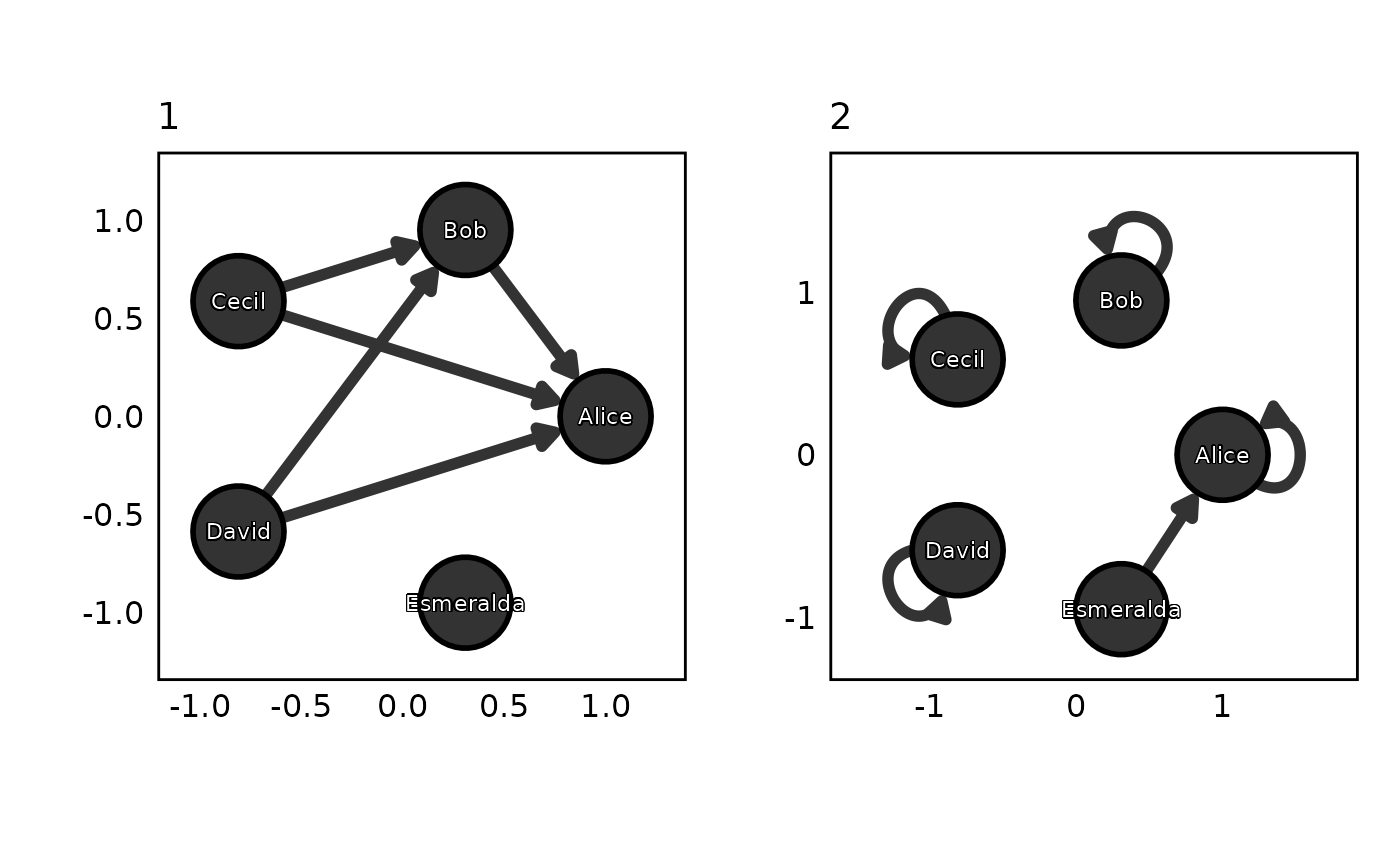 1
1.0
0.5
0.0
-0.5
-1.0
Bob
Cecil
Alice
David
Esmeralda
-1.0 -0.5 0.0 0.5 1.0
2
1
0
-1
Bob
Cecil
Alice
David
Esmeralda
-1 0 1